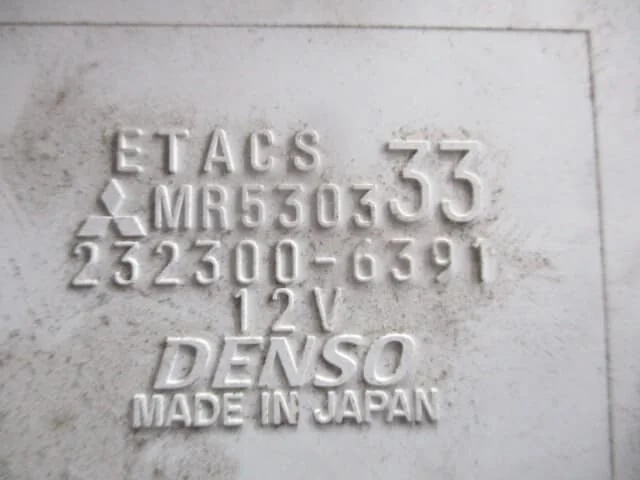 ETACS
MR530333
232300-6391
12V
DENSO
MADE IN JAPAN